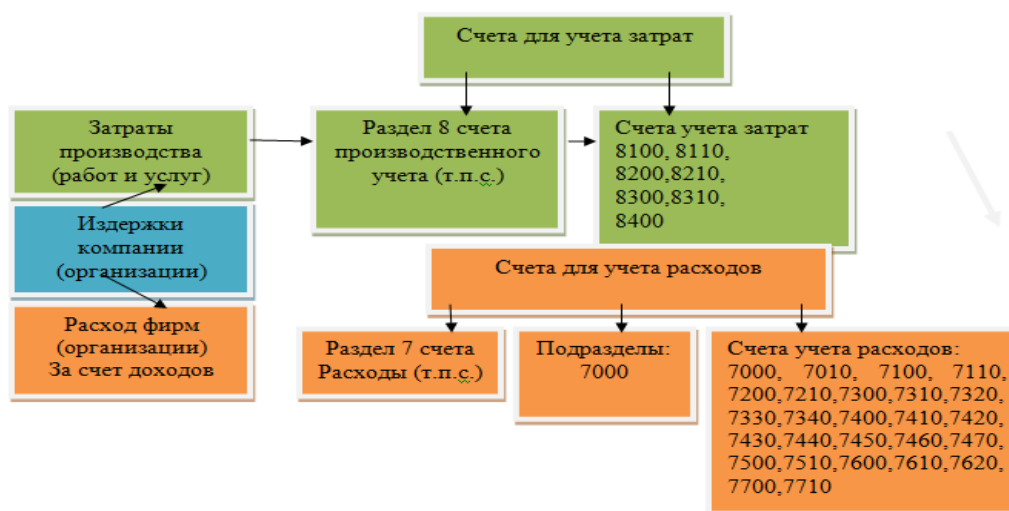 Счета для учета затрат
Затраты
производства
(работ и услуг)
Раздел 8 счета
производственного
учета (т.п.с.)
Счета учета затрат
8100, 8110,
8200,8210,
8300,8310,
8400
Издержки
компании
(организации)
Счета для учета расходов
Расход фирм
(организации)
За счет доходов
Раздел 7 счета
Расходы (т.п.с.)
Подразделы:
7000
Счета учета расходов:
7000, 7010, 7100, 7110,
7200,7210,7300,7310,7320,
7330,7340,7400,7410,7420,
7430,7440,7450,7460,7470,
7500,7510,7600,7610,7620,
7700,7710